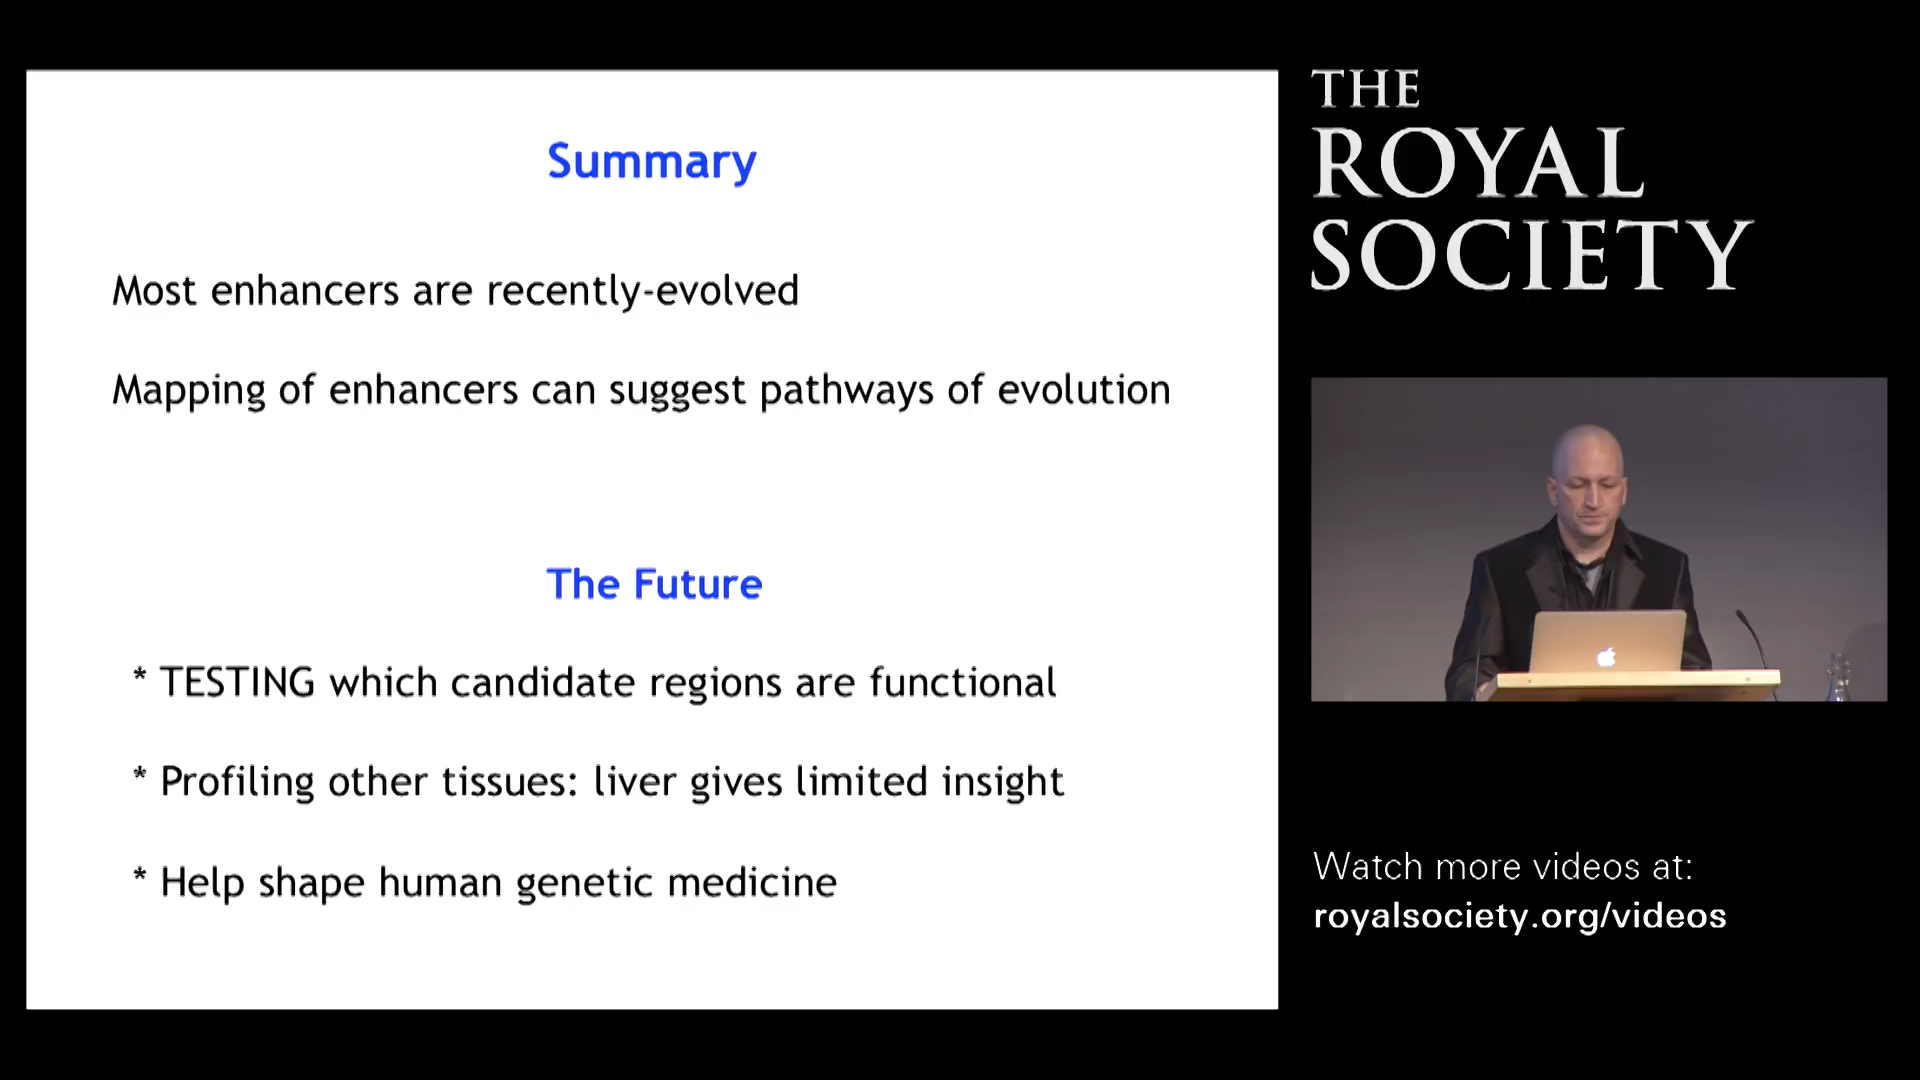 Summary
Most enhancers are recently-evolved
Mapping of enhancers can suggest pathways of evolution
The Future
* TESTING which candidate regions are functional
* Profiling other tissues: liver gives limited insight
* Help shape human genetic medicine
THE
ROYAL
SOCIETY
Watch more videos at:
royalsociety.org/videos